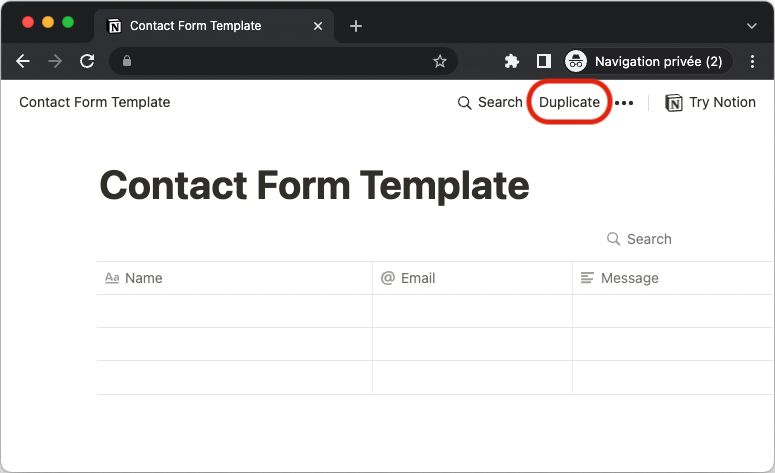 Contact Form Template
Navigation privée (2)
Contact Form Template Search Duplicate ••• Try Notion
Contact Form Template
Search
Aa Name @ Email Message